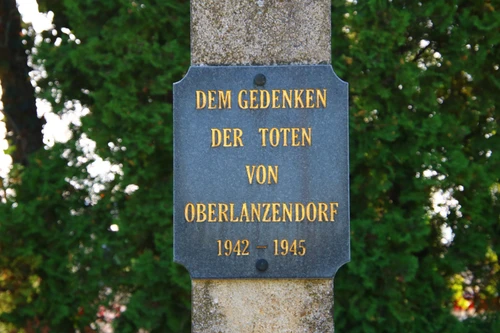 DEM GEDENKEN
DER TOTEN
VON
OBERLANZENDORF
1942 - 1945